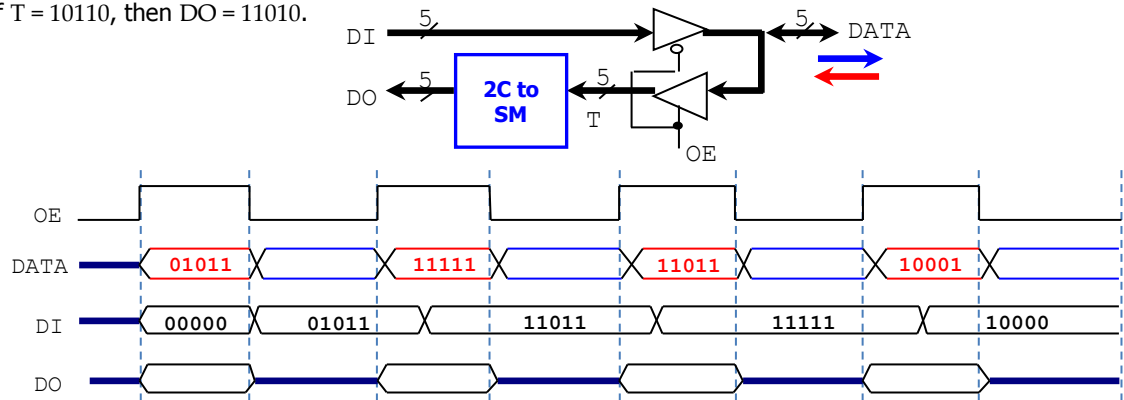 f T = 10110, then DO = 11010.
DI 5 5 DATA
DO 5 2C to SM 5 T
OE
OE
DATA 01011 11111 11011 10001
DI 00000 01011 11011 11111 10000
DO